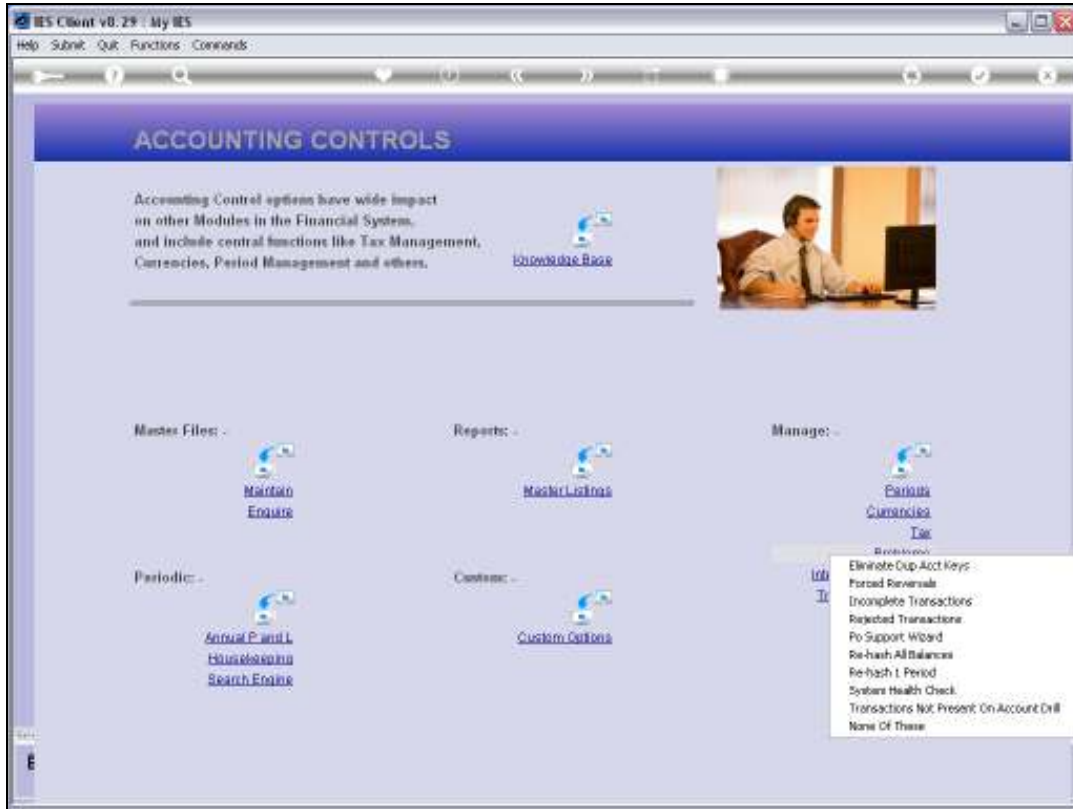 IES Client v8.29 : My IES
Help Submit Quit Functions Commands
ACCOUNTING CONTROLS
Accounting Control options have wide impact
on other Modules in the Financial System,
and include central functions like Tax Management,
Currencies, Period Management and others.
Knowledge Base
Master Files: -
Maintain
Enquire
Reports: -
Master Listings
Manage: -
Periods
Currencies
Tax
Problems
Periodic: -
Annual P and L
Housekeeping
Search Engine
Custom: -
Custom Options
Eliminate Dup Acct Keys
Forced Reversals
Incomplete Transactions
Rejected Transactions
Po Support Wizard
Re-hash All Balances
Re-hash 1 Period
System Health Check
Transactions Not Present On Account Drill
None Of These